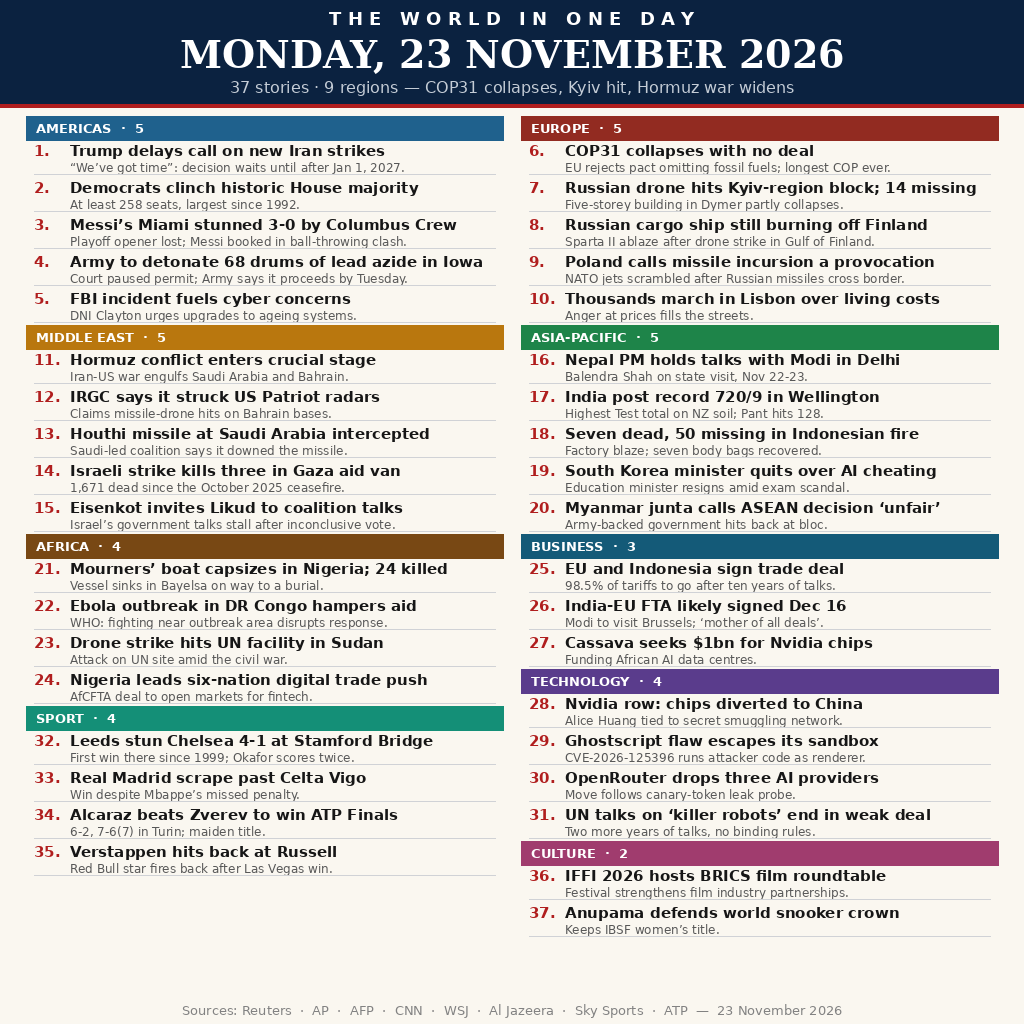 THE WORLD IN ONE DAY
MONDAY, 23 NOVEMBER 2026
37 stories · 9 regions — COP31 collapses, Kyiv hit, Hormuz war widens
AMERICAS · 5
1. Trump delays call on new Iran strikes
“We’ve got time”: decision waits until after Jan 1, 2027.
2. Democrats clinch historic House majority
At least 258 seats, largest since 1992.
3. Messi’s Miami stunned 3-0 by Columbus Crew
Playoff opener lost; Messi booked in ball-throwing clash.
4. Army to detonate 68 drums of lead azide in Iowa
Court paused permit; Army says it proceeds by Tuesday.
5. FBI incident fuels cyber concerns
DNI Clayton urges upgrades to ageing systems.
EUROPE · 5
6. COP31 collapses with no deal
EU rejects pact omitting fossil fuels; longest COP ever.
7. Russian drone hits Kyiv-region block; 14 missing
Five-storey building in Dymer partly collapses.
8. Russian cargo ship still burning off Finland
Sparta II ablaze after drone strike in Gulf of Finland.
9. Poland calls missile incursion a provocation
NATO jets scrambled after Russian missiles cross border.
10. Thousands march in Lisbon over living costs
Anger at prices fills the streets.
MIDDLE EAST · 5
11. Hormuz conflict enters crucial stage
Iran-US war engulfs Saudi Arabia and Bahrain.
12. IRGC says it struck US Patriot radars
Claims missile-drone hits on Bahrain bases.
13. Houthi missile at Saudi Arabia intercepted
Saudi-led coalition says it downed the missile.
14. Israeli strike kills three in Gaza aid van
1,671 dead since the October 2025 ceasefire.
15. Eisenkot invites Likud to coalition talks
Israel’s government talks stall after inconclusive vote.
ASIA-PACIFIC · 5
16. Nepal PM holds talks with Modi in Delhi
Balendra Shah on state visit, Nov 22-23.
17. India post record 720/9 in Wellington
Highest Test total on NZ soil; Pant hits 128.
18. Seven dead, 50 missing in Indonesian fire
Factory blaze; seven body bags recovered.
19. South Korea minister quits over AI cheating
Education minister resigns amid exam scandal.
20. Myanmar junta calls ASEAN decision ‘unfair’
Army-backed government hits back at bloc.
AFRICA · 4
21. Mourners’ boat capsizes in Nigeria; 24 killed
Vessel sinks in Bayelsa on way to a burial.
22. Ebola outbreak in DR Congo hampers aid
WHO: fighting near outbreak area disrupts response.
23. Drone strike hits UN facility in Sudan
Attack on UN site amid the civil war.
24. Nigeria leads six-nation digital trade push
AfCFTA deal to open markets for fintech.
BUSINESS · 3
25. EU and Indonesia sign trade deal
98.5% of tariffs to go after ten years of talks.
26. India-EU FTA likely signed Dec 16
Modi to visit Brussels; ‘mother of all deals’.
27. Cassava seeks $1bn for Nvidia chips
Funding African AI data centres.
TECHNOLOGY · 4
28. Nvidia row: chips diverted to China
Alice Huang tied to secret smuggling network.
29. Ghostscript flaw escapes its sandbox
CVE-2026-125396 runs attacker code as renderer.
30. OpenRouter drops three AI providers
Move follows canary-token leak probe.
31. UN talks on ‘killer robots’ end in weak deal
Two more years of talks, no binding rules.
SPORT · 4
32. Leeds stun Chelsea 4-1 at Stamford Bridge
First win there since 1999; Okafor scores twice.
33. Real Madrid scrape past Celta Vigo
Win despite Mbappe’s missed penalty.
34. Alcaraz beats Zverev to win ATP Finals
6-2, 7-6(7) in Turin; maiden title.
35. Verstappen hits back at Russell
Red Bull star fires back after Las Vegas win.
CULTURE · 2
36. IFFI 2026 hosts BRICS film roundtable
Festival strengthens film industry partnerships.
37. Anupama defends world snooker crown
Keeps IBSF women’s title.
Sources: Reuters · AP · AFP · CNN · WSJ · Al Jazeera · Sky Sports · ATP — 23 November 2026